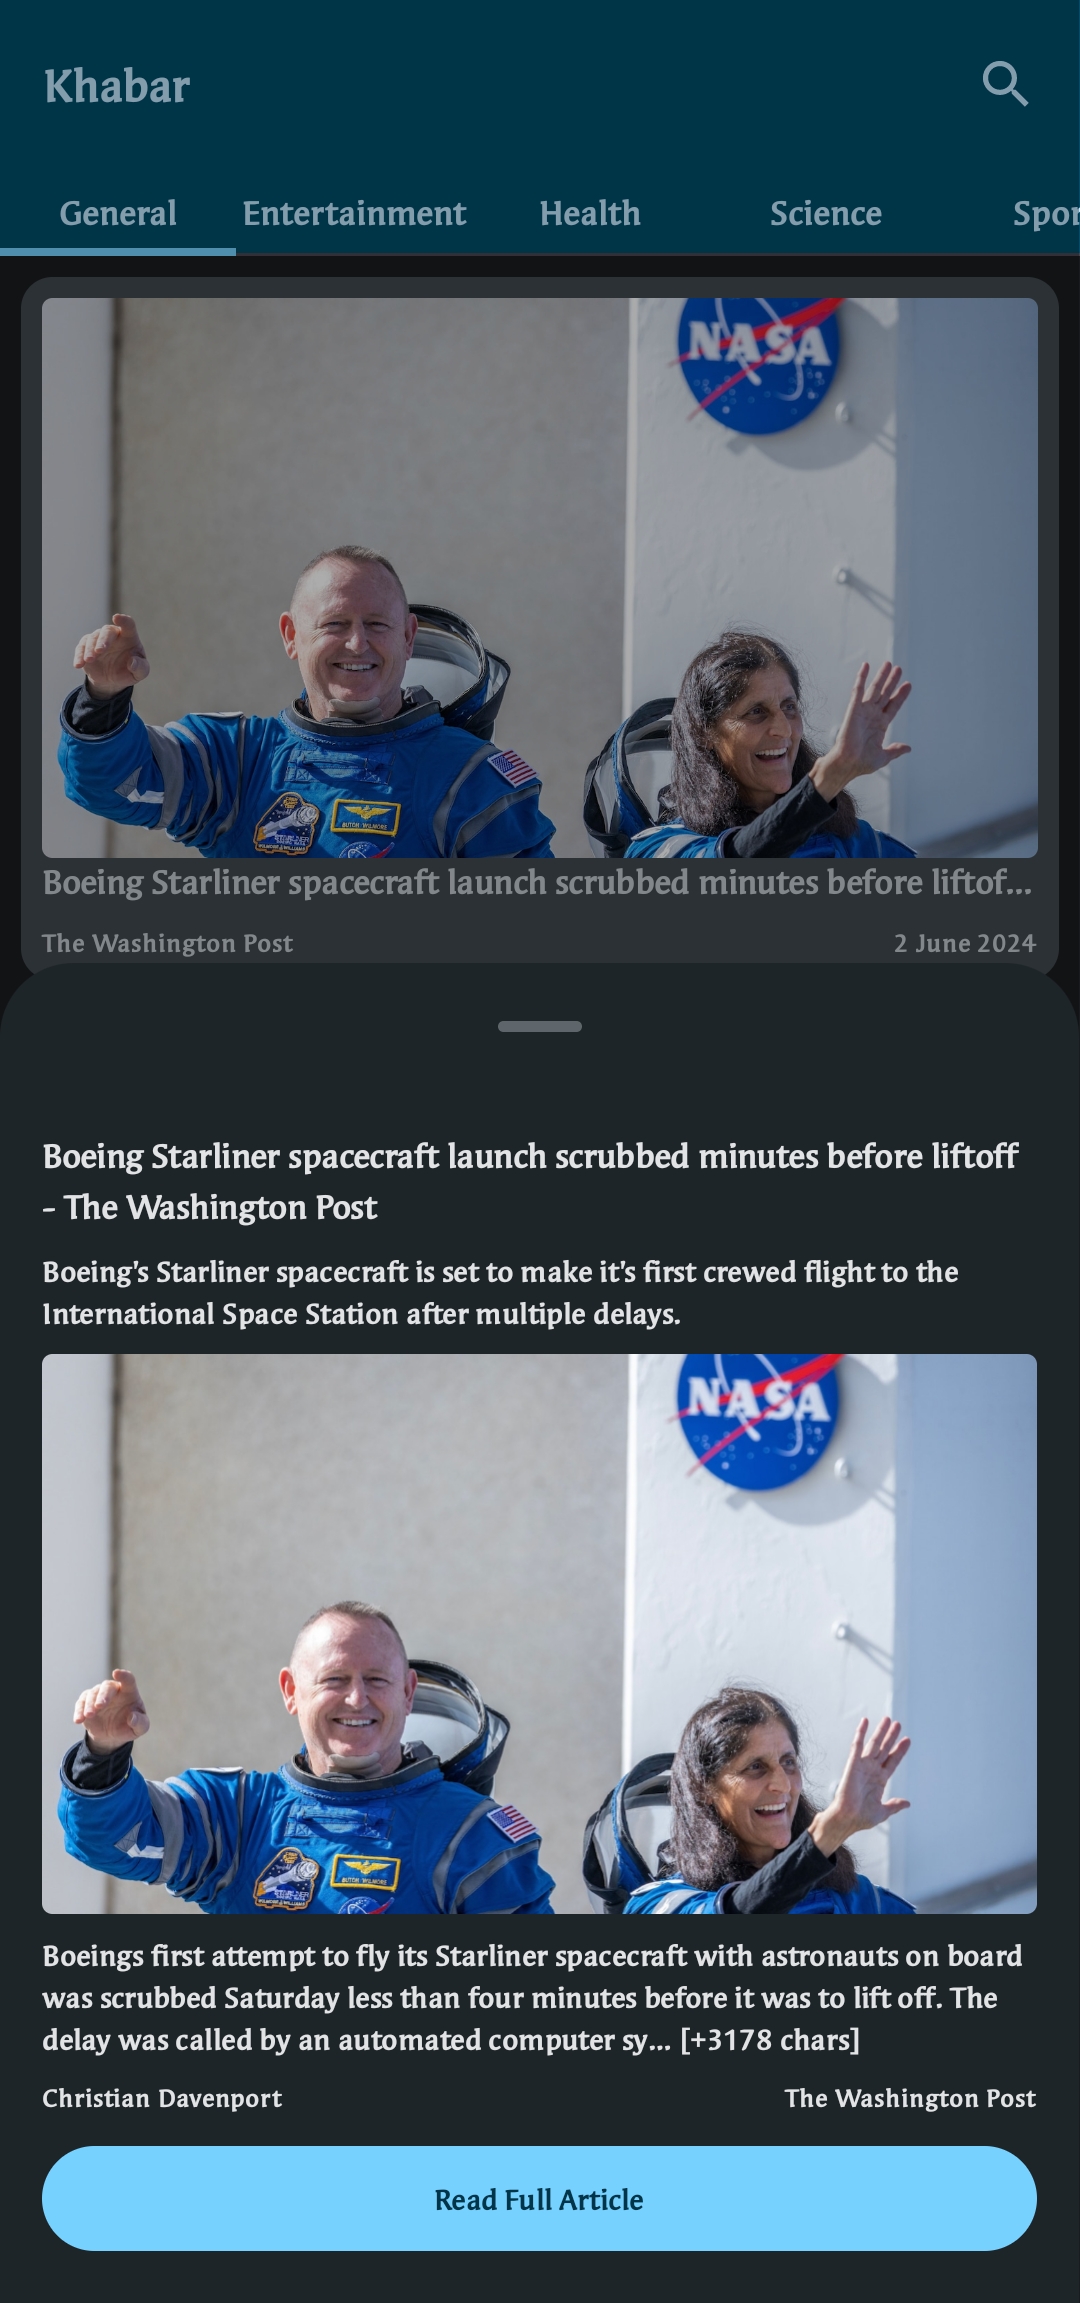 Khabar
General Entertainment Health Science Spor
NASA
BUTCH WILMORE
Boeing Starliner spacecraft launch scrubbed minutes before liftof...
The Washington Post 2 June 2024
Boeing Starliner spacecraft launch scrubbed minutes before liftoff
- The Washington Post
Boeing's Starliner spacecraft is set to make it's first crewed flight to the
International Space Station after multiple delays.
NASA
BUTCH WILMORE
Boeings first attempt to fly its Starliner spacecraft with astronauts on board
was scrubbed Saturday less than four minutes before it was to lift off. The
delay was called by an automated computer sy... [+3178 chars]
Christian Davenport The Washington Post
Read Full Article